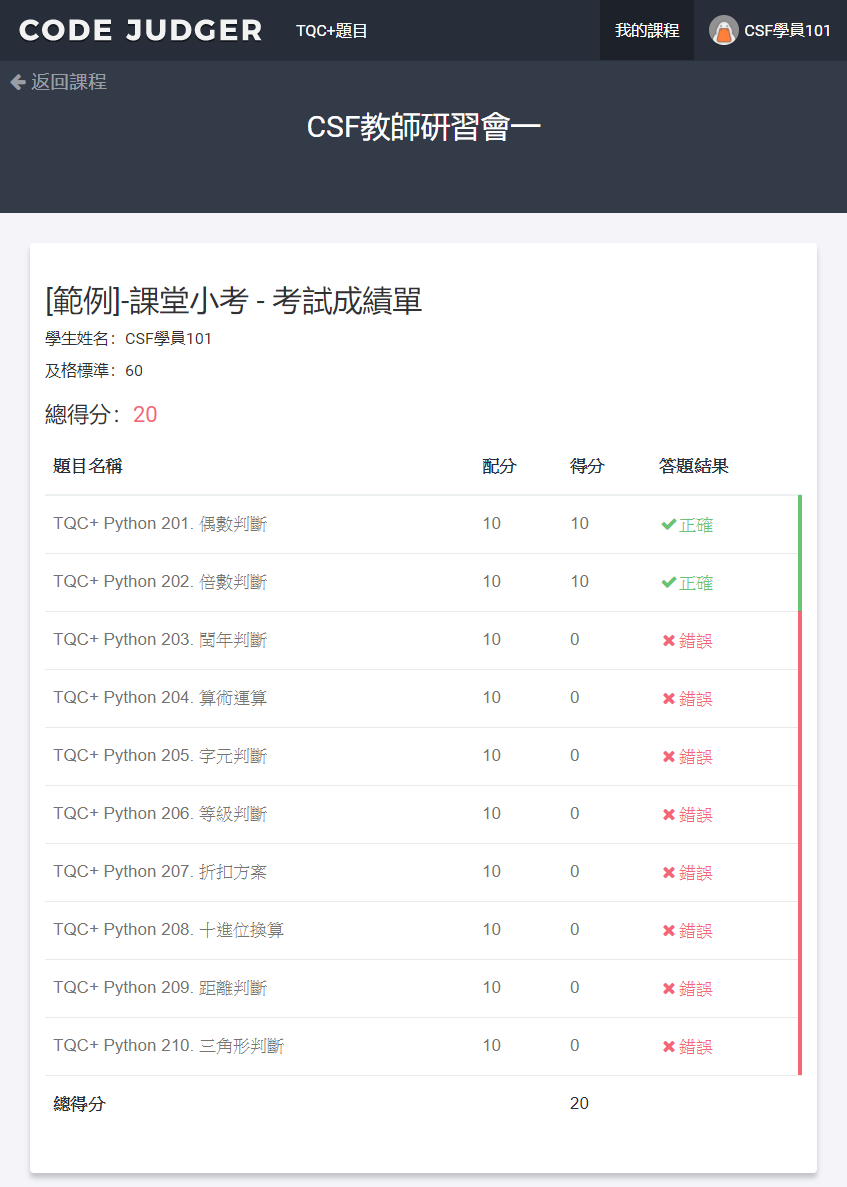 CODE JUDGER TQC+題目 我的課程 CSF學員101
返回課程
CSF教師研習會一
[範例]-課堂小考 - 考試成績單
學生姓名：CSF學員101
及格標準：60
總得分：20
題目名稱 配分 得分 答題結果
TQC+ Python 201. 偶數判斷 10 10 正確
TQC+ Python 202. 倍數判斷 10 10 正確
TQC+ Python 203. 閏年判斷 10 0 錯誤
TQC+ Python 204. 算術運算 10 0 錯誤
TQC+ Python 205. 字元判斷 10 0 錯誤
TQC+ Python 206. 等級判斷 10 0 錯誤
TQC+ Python 207. 折扣方案 10 0 錯誤
TQC+ Python 208. 十進位換算 10 0 錯誤
TQC+ Python 209. 距離判斷 10 0 錯誤
TQC+ Python 210. 三角形判斷 10 0 錯誤
總得分 20